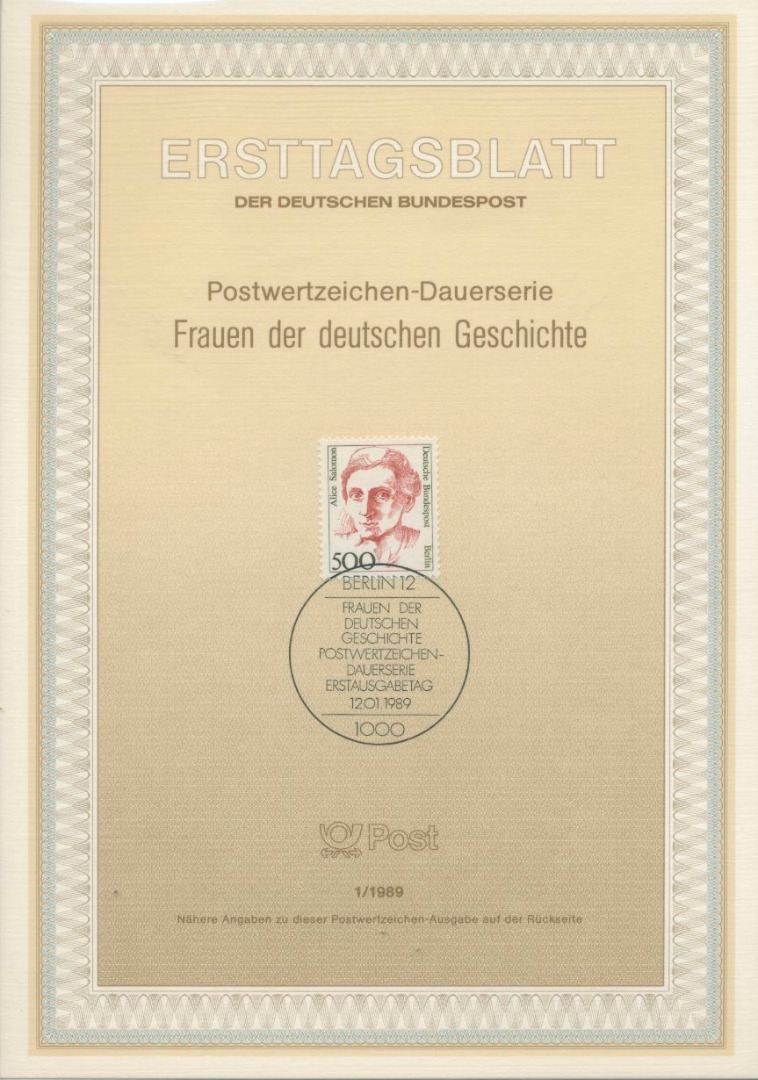 ERSTTAGSBLATT
DER DEUTSCHEN BUNDESPOST
Postwertzeichen-Dauerserie
Frauen der deutschen Geschichte
Alice Salomon
Deutsche Bundespost Berlin
500
BERLIN 12
FRAUEN DER
DEUTSCHEN
GESCHICHTE
POSTWERTZEICHEN-
DAUERSERIE
ERSTAUSGABETAG
12.01.1989
1000
Post
1/1989
Nähere Angaben zu dieser Postwertzeichen-Ausgabe auf der Rückseite